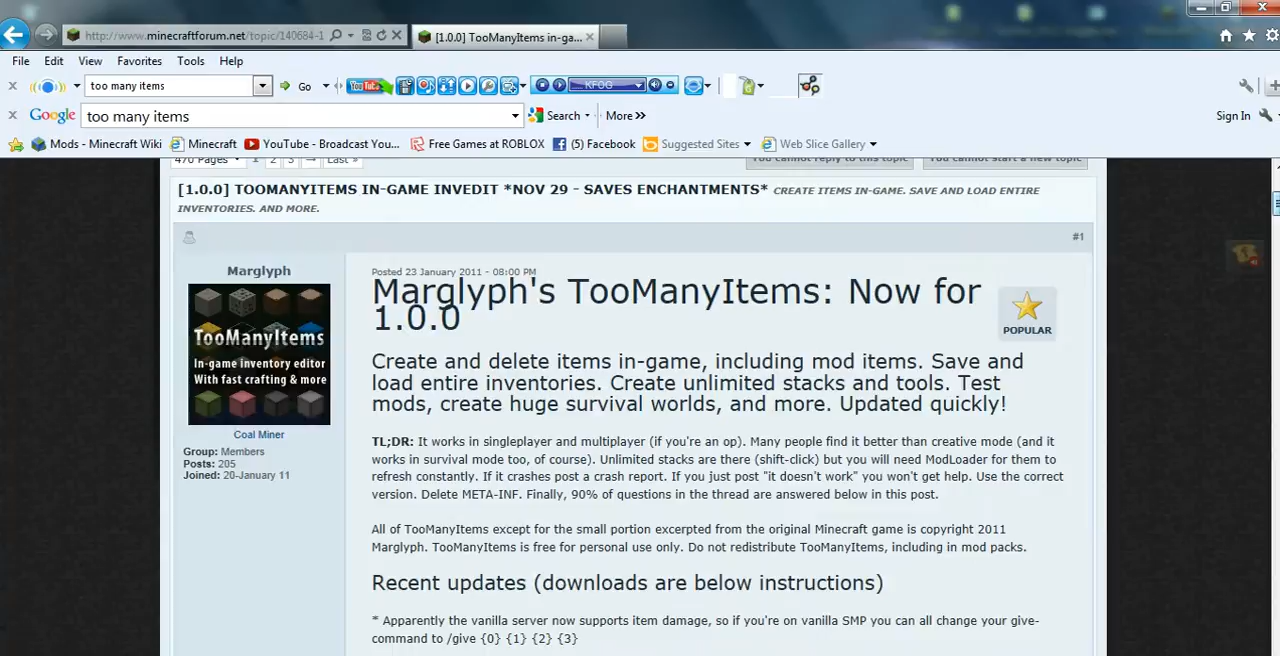 http://www.minecraftforum.net/topic/140684-1
[1.0.0] TooManyItems in-ga...
File Edit View Favorites Tools Help
too many items Go YouTube KFOG
Google too many items Search More >> Sign In
Mods - Minecraft Wiki Minecraft YouTube - Broadcast You... Free Games at ROBLOX (5) Facebook Suggested Sites Web Slice Gallery
470 Pages 1 2 3 → Last » You cannot reply to this topic You cannot start a new topic
[1.0.0] TOOMANYITEMS IN-GAME INVEDIT *NOV 29 - SAVES ENCHANTMENTS* CREATE ITEMS IN-GAME. SAVE AND LOAD ENTIRE
INVENTORIES. AND MORE.
#1
Marglyph
TooManyItems
In-game inventory editor
With fast crafting & more
Coal Miner
Group: Members
Posts: 205
Joined: 20-January 11
Posted 23 January 2011 - 08:00 PM
Marglyph's TooManyItems: Now for
1.0.0
POPULAR
Create and delete items in-game, including mod items. Save and
load entire inventories. Create unlimited stacks and tools. Test
mods, create huge survival worlds, and more. Updated quickly!
TL;DR: It works in singleplayer and multiplayer (if you're an op). Many people find it better than creative mode (and it
works in survival mode too, of course). Unlimited stacks are there (shift-click) but you will need ModLoader for them to
refresh constantly. If it crashes post a crash report. If you just post "it doesn't work" you won't get help. Use the correct
version. Delete META-INF. Finally, 90% of questions in the thread are answered below in this post.
All of TooManyItems except for the small portion excerpted from the original Minecraft game is copyright 2011
Marglyph. TooManyItems is free for personal use only. Do not redistribute TooManyItems, including in mod packs.
Recent updates (downloads are below instructions)
* Apparently the vanilla server now supports item damage, so if you're on vanilla SMP you can all change your give-
command to /give {0} {1} {2} {3}